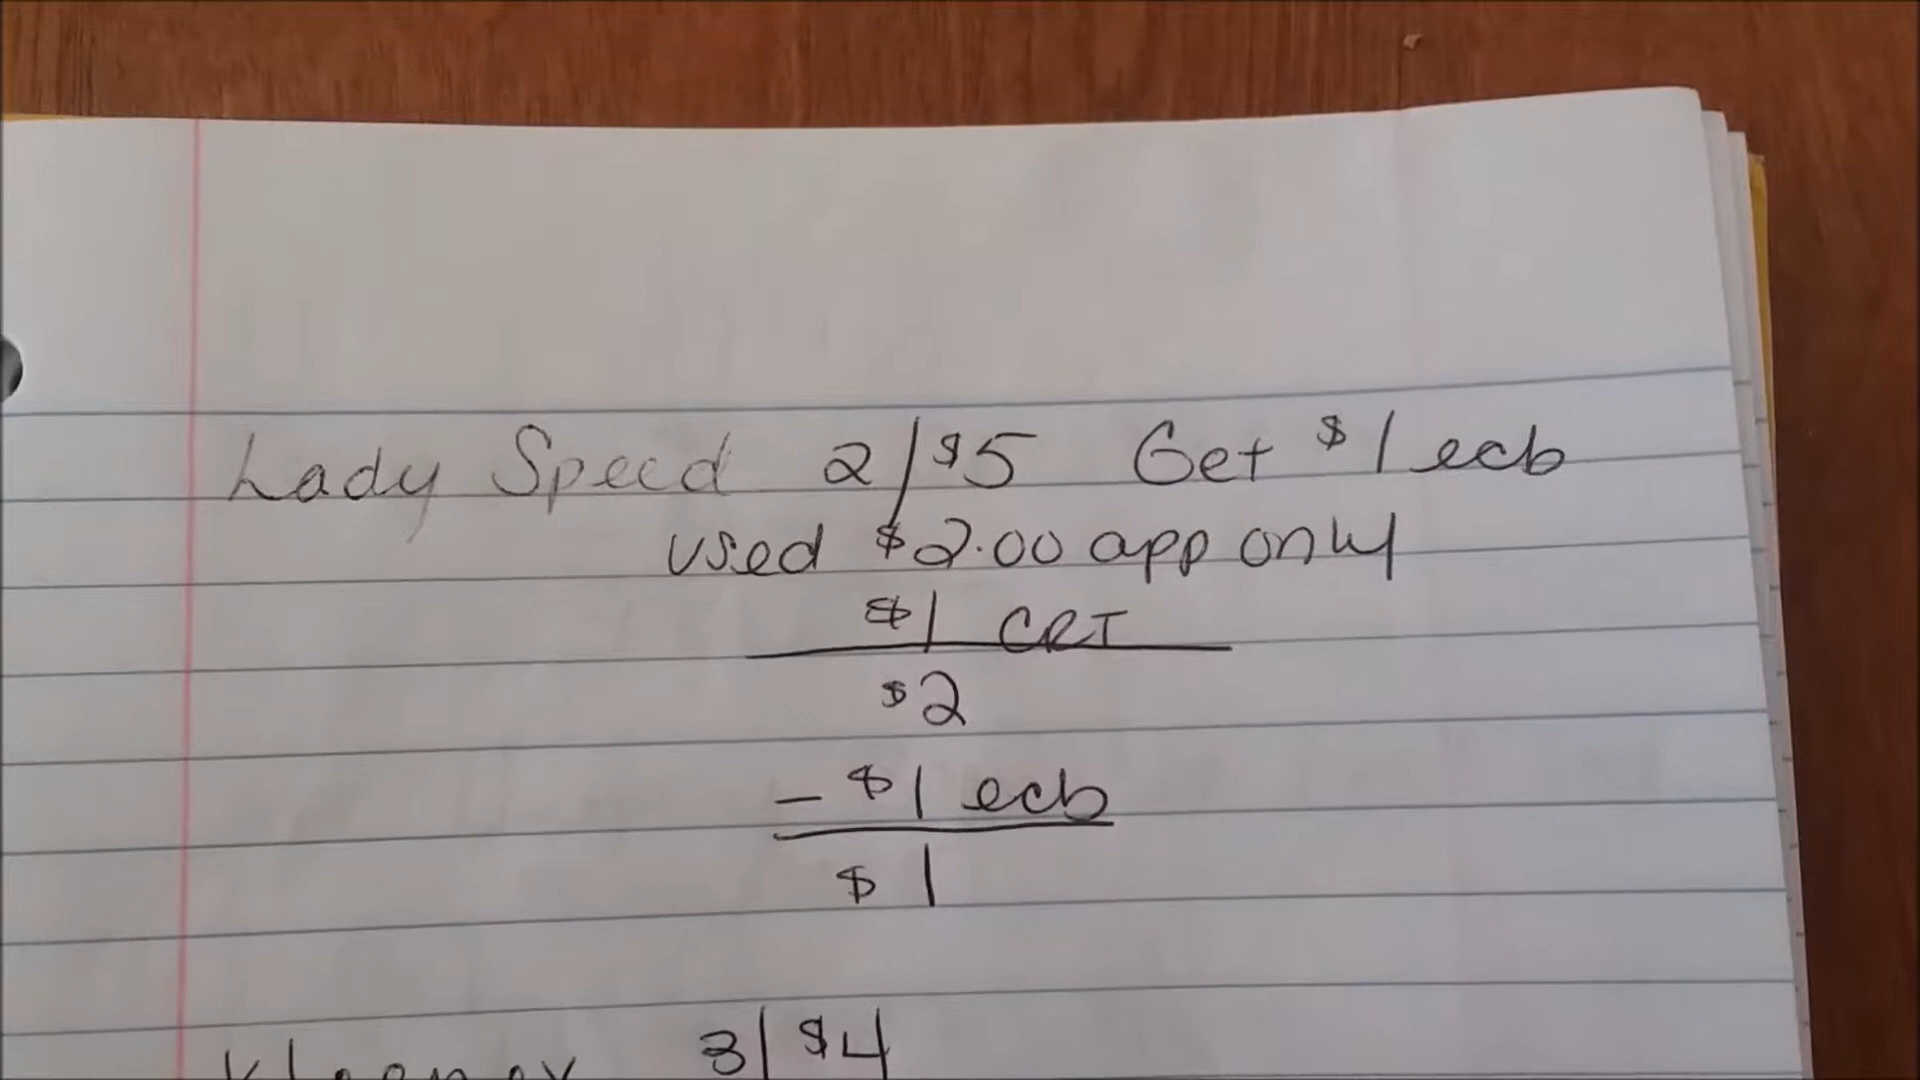 Lady Speed 2/$5 Get $1 ecb
used $2.00 app only
$1 CRT
$2
- $1 ecb
$1
Kleenex 3/$4